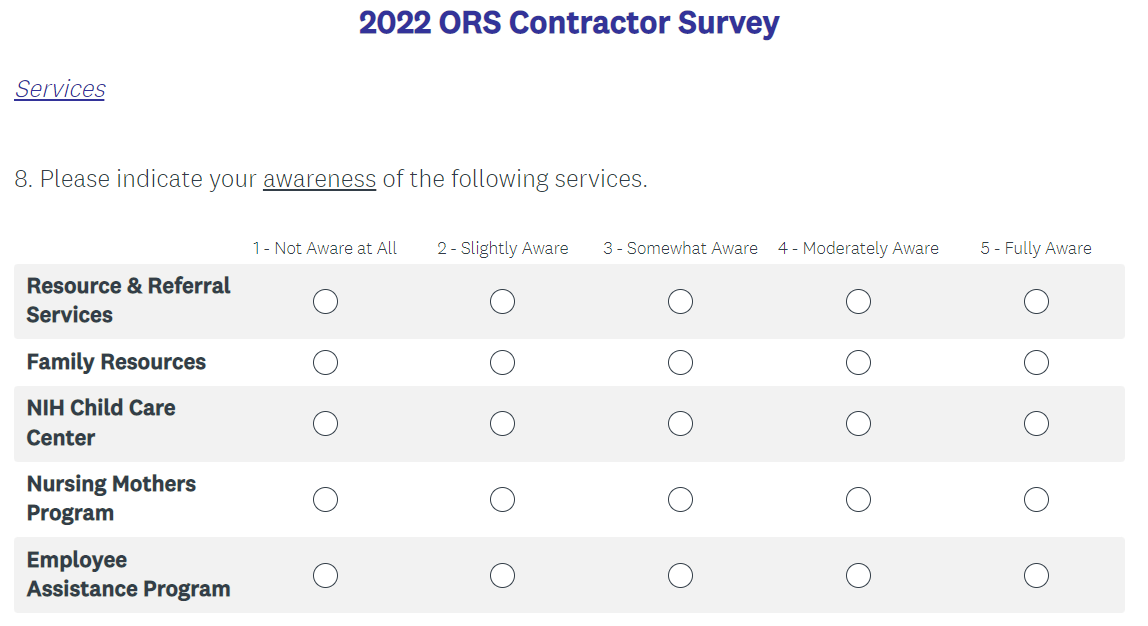 2022 ORS Contractor Survey
Services
8. Please indicate your awareness of the following services.
1 - Not Aware at All 2 - Slightly Aware 3 - Somewhat Aware 4 - Moderately Aware 5 - Fully Aware
Resource & Referral
Services
Family Resources
NIH Child Care
Center
Nursing Mothers
Program
Employee
Assistance Program